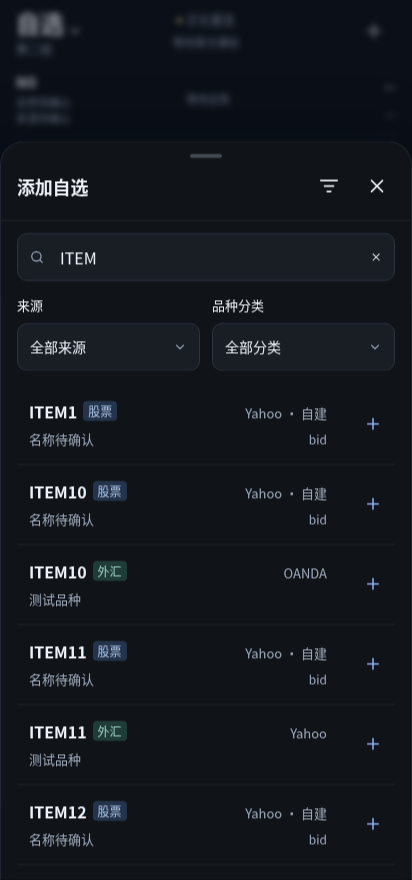 自选
添加自选
ITEM
来源
品种分类
全部来源
全部分类
ITEM1 股票 Yahoo · 自建
名称待确认 bid
ITEM10 股票 Yahoo · 自建
名称待确认 bid
ITEM10 外汇 OANDA
测试品种
ITEM11 股票 Yahoo · 自建
名称待确认 bid
ITEM11 外汇 Yahoo
测试品种
ITEM12 股票 Yahoo · 自建
名称待确认 bid